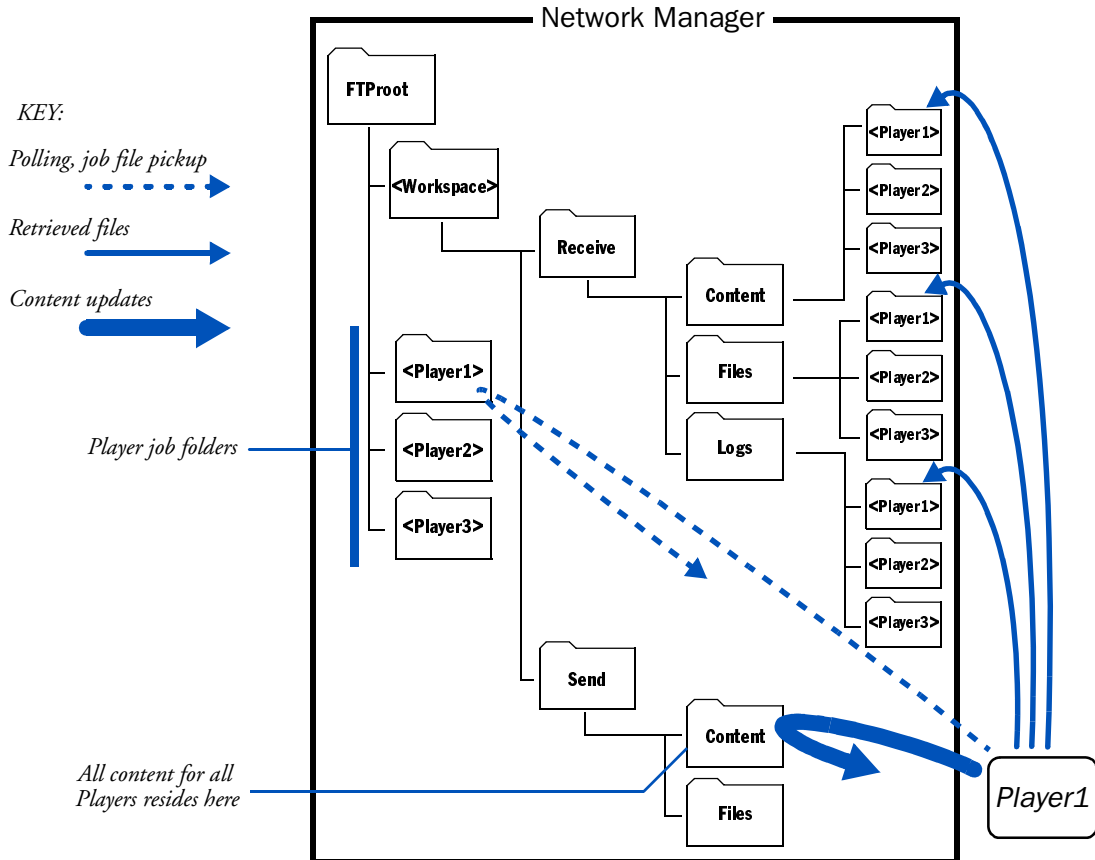 Network Manager
FTProot
KEY:
Polling, job file pickup
Retrieved files
Content updates
<Workspace>
Receive
Content
<Player1>
<Player2>
<Player3>
Files
<Player1>
<Player2>
<Player3>
Logs
<Player1>
<Player2>
<Player3>
<Player1>
<Player2>
<Player3>
Player job folders
Send
Content
Files
All content for all
Players resides here
Player1